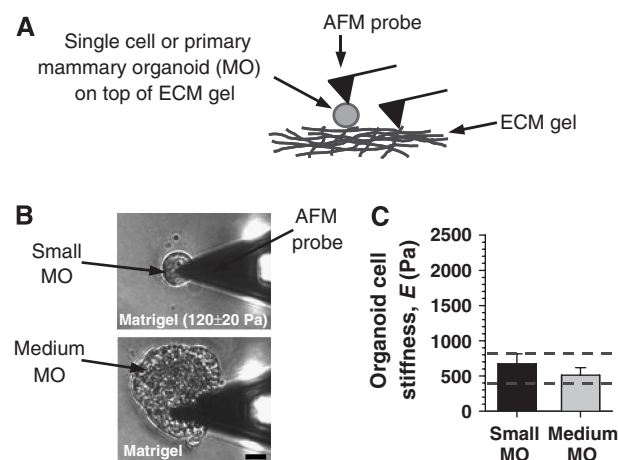 A
AFM probe
Single cell or primary
mammary organoid (MO)
on top of ECM gel
ECM gel
B
AFM
probe
Small
MO
Matrigel (120±20 Pa)
Medium
MO
Matrigel
C
Organoid cell
stiffness, E (Pa)
2500
2000
1500
1000
500
0
Small
MO
Medium
MO